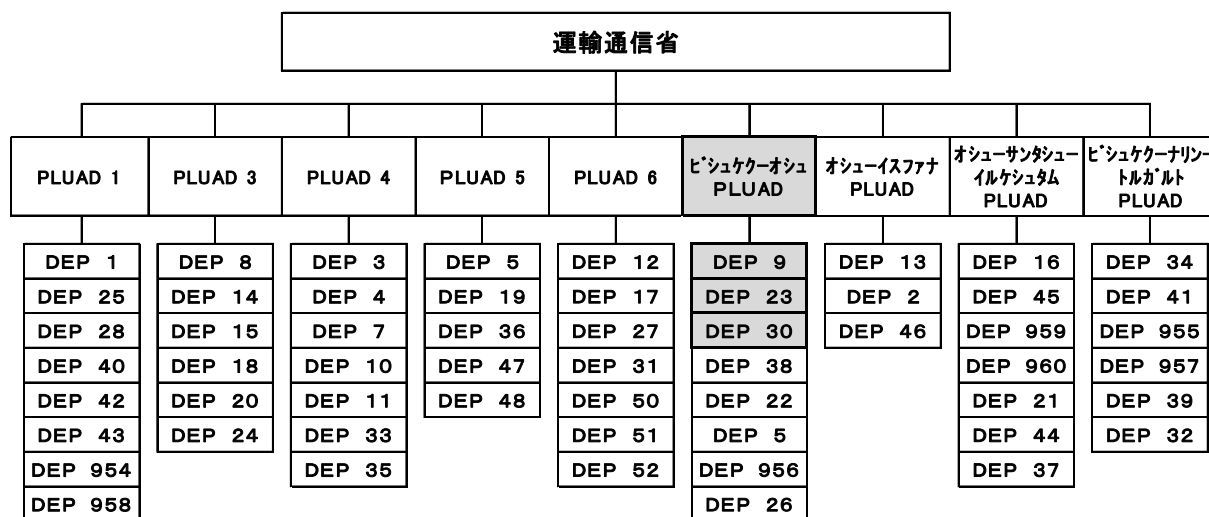 運輸通信省
PLUAD 1
PLUAD 3
PLUAD 4
PLUAD 5
PLUAD 6
ビシュケクーオシュ
PLUAD
オシューイスファナ
PLUAD
オシューサンタシュー
イルケシュタム
PLUAD
ビシュケクーナリンー
トルガルト
PLUAD
DEP 1
DEP 25
DEP 28
DEP 40
DEP 42
DEP 43
DEP 954
DEP 958
DEP 8
DEP 14
DEP 15
DEP 18
DEP 20
DEP 24
DEP 3
DEP 4
DEP 7
DEP 10
DEP 11
DEP 33
DEP 35
DEP 5
DEP 19
DEP 36
DEP 47
DEP 48
DEP 12
DEP 17
DEP 27
DEP 31
DEP 50
DEP 51
DEP 52
DEP 9
DEP 23
DEP 30
DEP 38
DEP 22
DEP 5
DEP 956
DEP 26
DEP 13
DEP 2
DEP 46
DEP 16
DEP 45
DEP 959
DEP 960
DEP 21
DEP 44
DEP 37
DEP 34
DEP 41
DEP 955
DEP 957
DEP 39
DEP 32